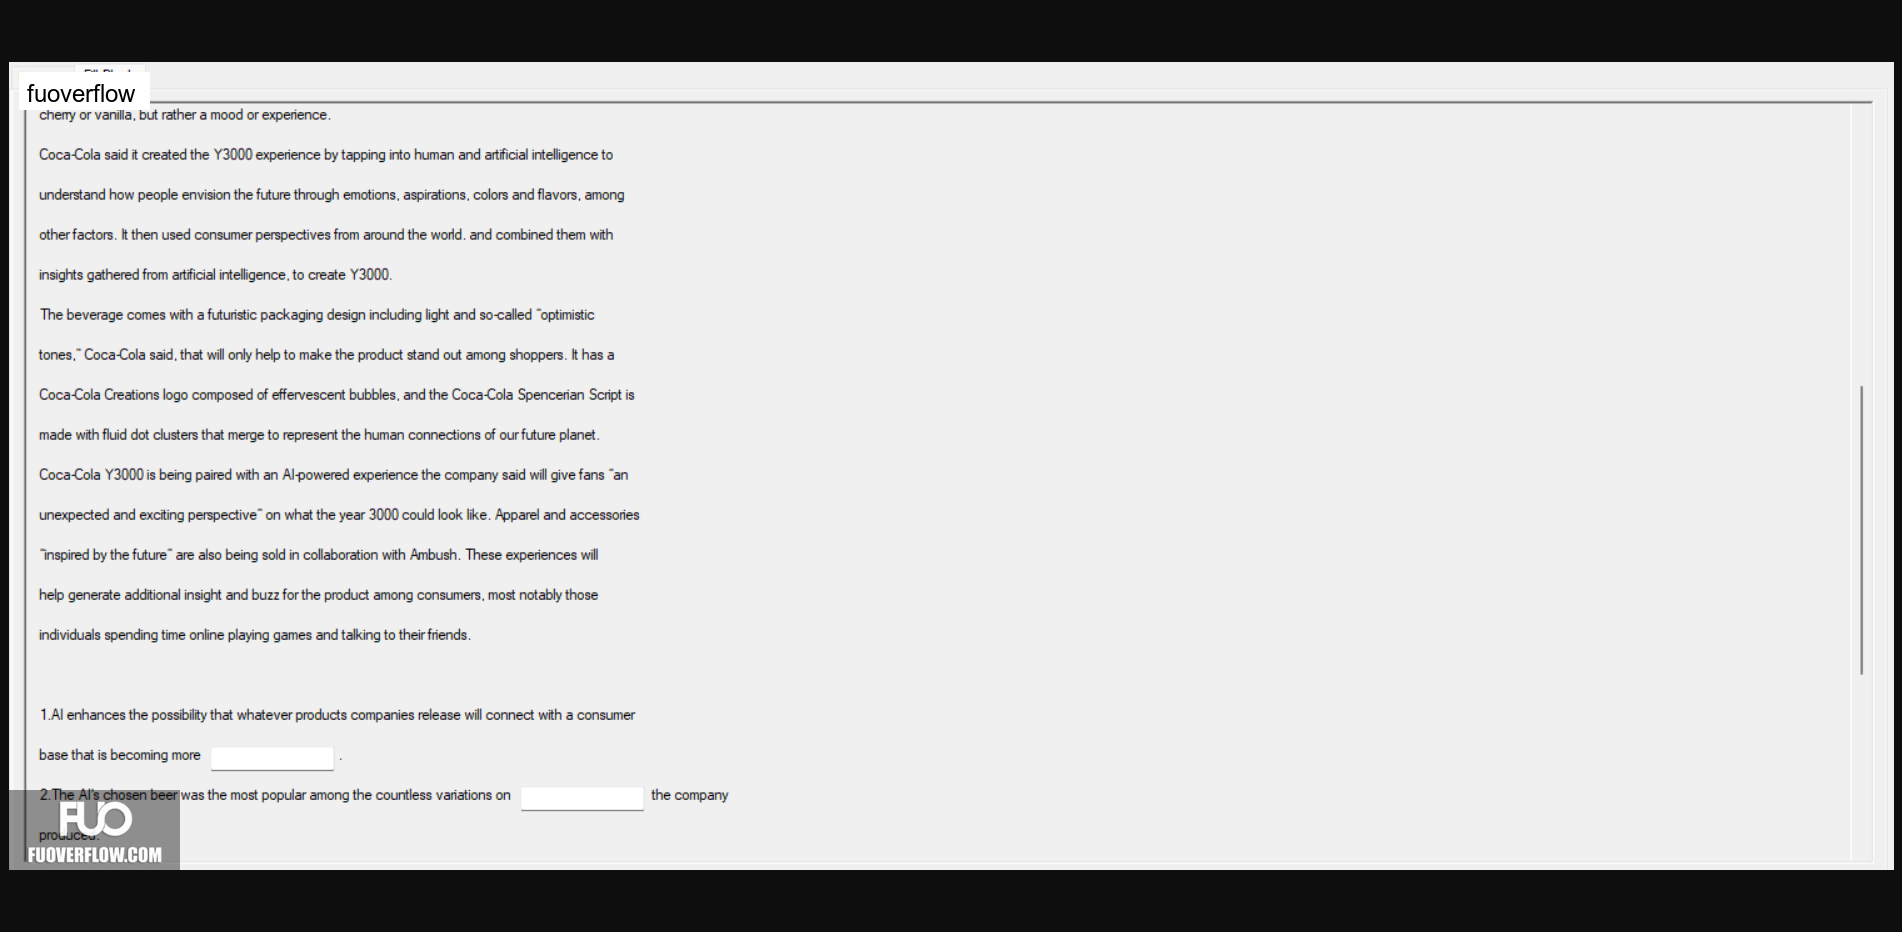 fuoverflow
cherry or vanilla, but rather a mood or experience.
Coca-Cola said it created the Y3000 experience by tapping into human and artificial intelligence to
understand how people envision the future through emotions, aspirations, colors and flavors, among
other factors. It then used consumer perspectives from around the world. and combined them with
insights gathered from artificial intelligence, to create Y3000.
The beverage comes with a futuristic packaging design including light and so-called "optimistic
tones," Coca-Cola said, that will only help to make the product stand out among shoppers. It has a
Coca-Cola Creations logo composed of effervescent bubbles, and the Coca-Cola Spencerian Script is
made with fluid dot clusters that merge to represent the human connections of our future planet.
Coca-Cola Y3000 is being paired with an AI-powered experience the company said will give fans "an
unexpected and exciting perspective" on what the year 3000 could look like. Apparel and accessories
"inspired by the future" are also being sold in collaboration with Ambush. These experiences will
help generate additional insight and buzz for the product among consumers, most notably those
individuals spending time online playing games and talking to their friends.
1.AI enhances the possibility that whatever products companies release will connect with a consumer
base that is becoming more .
2.The AI's chosen beer was the most popular among the countless variations on the company
produced.
FUO
FUOVERFLOW.COM